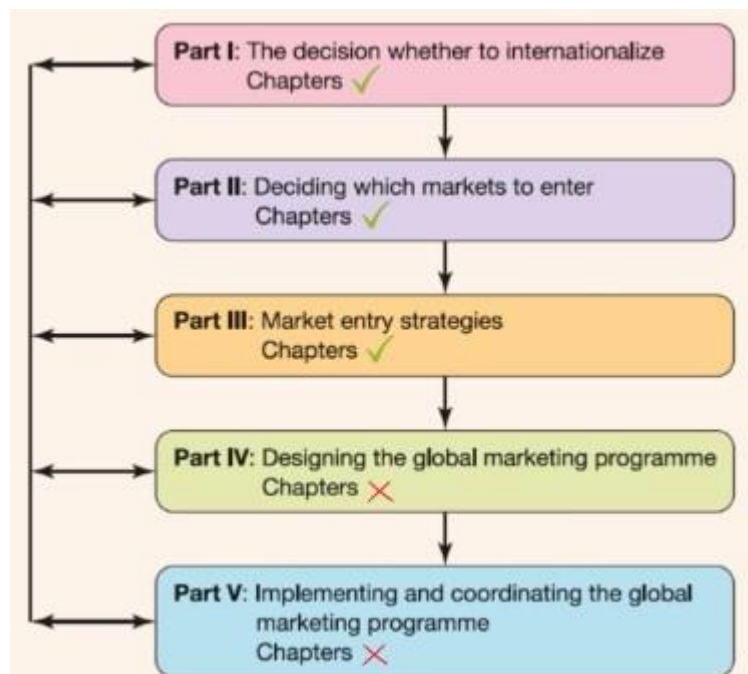 Part I: The decision whether to internationalize
Chapters
Part II: Deciding which markets to enter
Chapters
Part III: Market entry strategies
Chapters
Part IV: Designing the global marketing programme
Chapters
Part V: Implementing and coordinating the global
marketing programme
Chapters